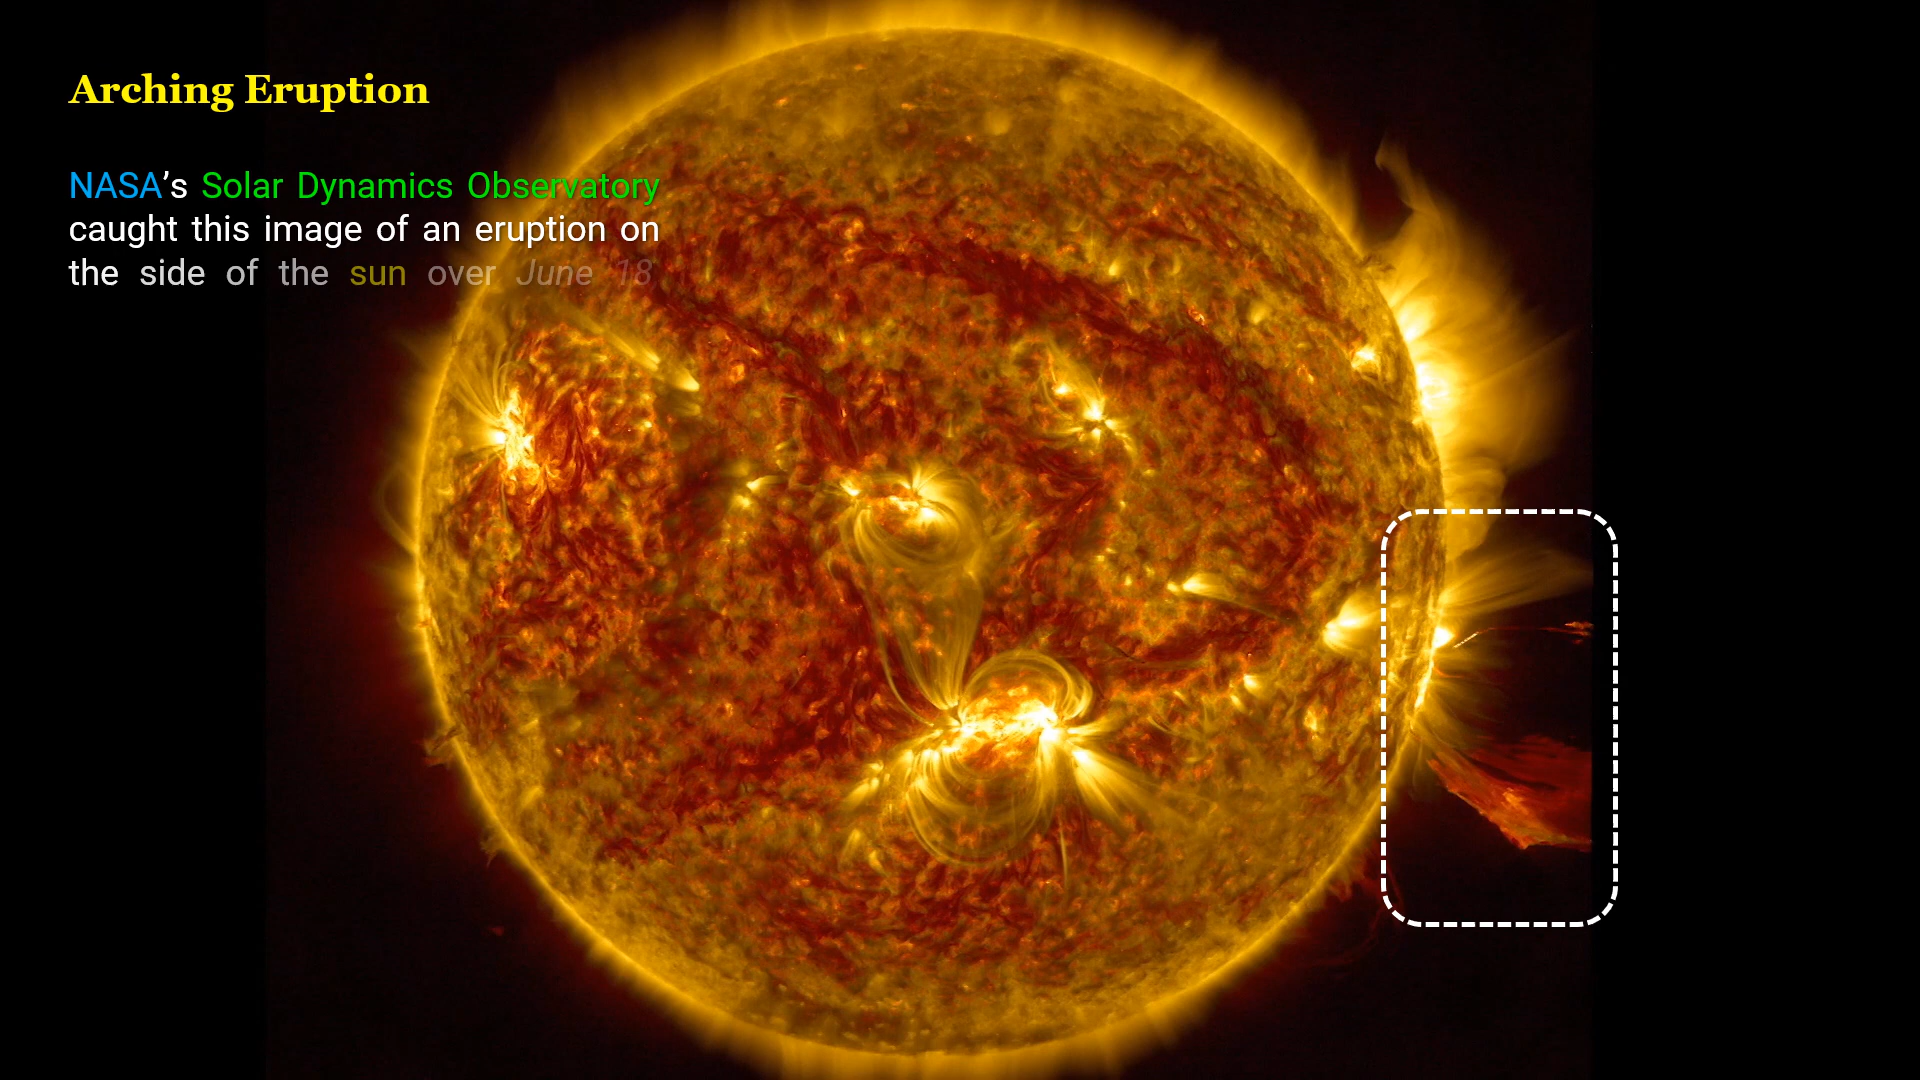 Arching Eruption
NASA’s Solar Dynamics Observatory
caught this image of an eruption on
the side of the sun over June 18